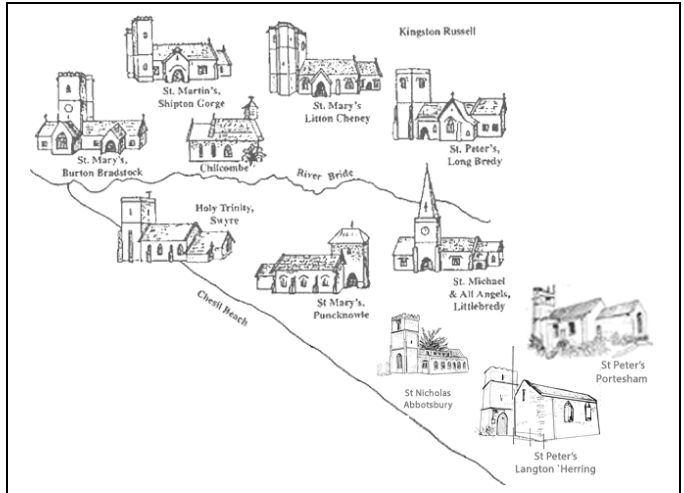 Kingston Russell
St. Martin's,
Shipton Gorge
St. Mary's
Litton Cheney
St. Peter's,
Long Bredy
St. Mary's,
Burton Bradstock
Chilcombe
River Bride
Holy Trinity,
Swyre
St Mary's,
Puncknowle
St. Michael
& All Angels,
Littlebredy
Chesil Beach
St Nicholas
Abbotsbury
St Peter's
Portesham
St Peter's
Langton `Herring